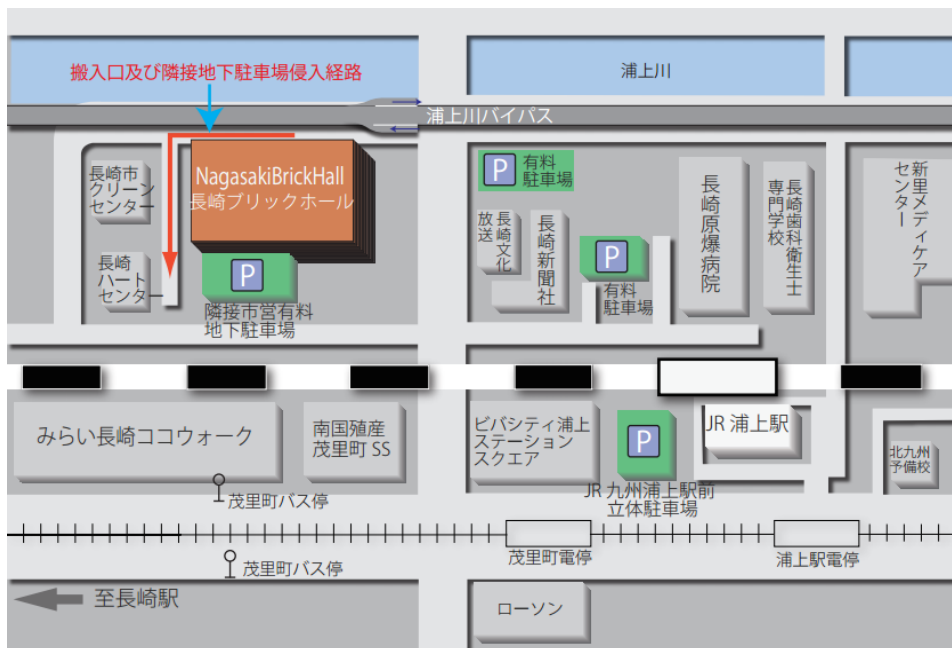 搬入口及び隣接地下駐車場侵入経路
浦上川
浦上川バイパス
長崎市
クリーン
センター
NagasakiBrickHall
長崎ブリックホール
長崎
ハート
センター
P
隣接市営有料
地下駐車場
P
有料
駐車場
長崎文化
放送
長崎新聞社
P
有料
駐車場
長崎原爆病院
長崎歯科衛生士
専門学校
新里メディケア
センター
みらい長崎ココウォーク
南国殖産
茂里町 SS
ビバシティ浦上
ステーション
スクエア
P
JR 九州浦上駅前
立体駐車場
JR 浦上駅
北九州
予備校
茂里町バス停
茂里町バス停
茂里町電停
浦上駅電停
至長崎駅
ローソン